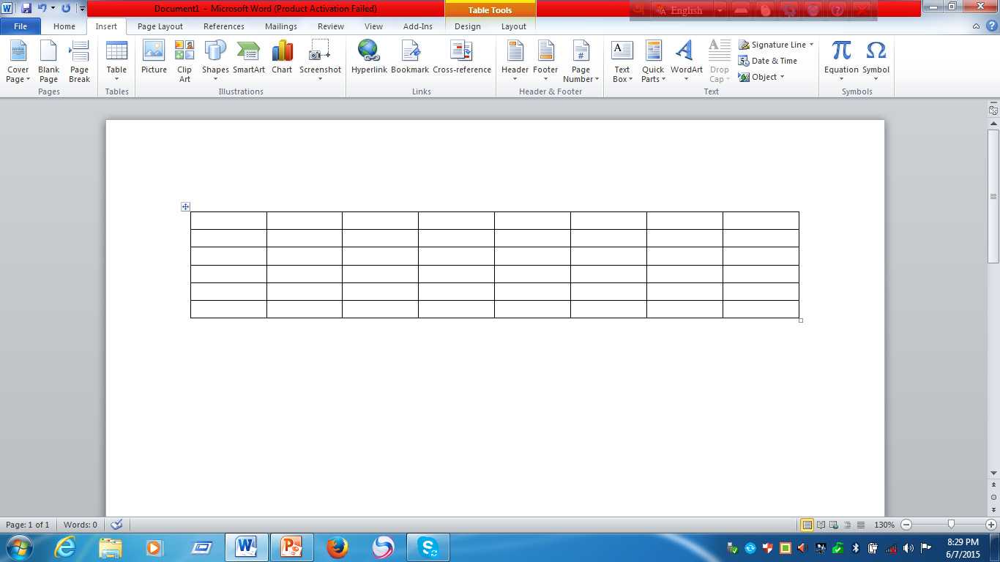 Document1 - Microsoft Word (Product Activation Failed)
Table Tools
English
File Home Insert Page Layout References Mailings Review View Add-Ins Design Layout
Cover Page
Blank Page
Page Break
Table
Picture
Clip Art
Shapes
SmartArt
Chart
Screenshot
Hyperlink
Bookmark
Cross-reference
Header
Footer
Page Number
Text Box
Quick Parts
WordArt
Drop Cap
Signature Line
Date & Time
Object
Equation
Symbol
Pages Tables Illustrations Links Header & Footer Text Symbols
Page: 1 of 1 Words: 0 130%
8:29 PM
6/7/2015